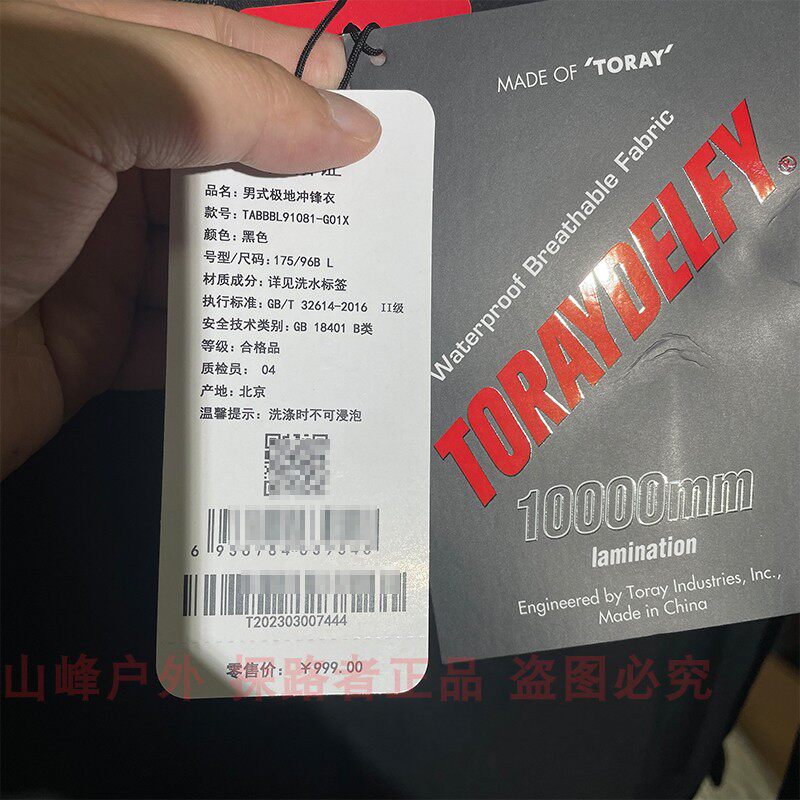 MADE OF ‘TORAY’
Waterproof Breathable Fabric
TORAYDELFY®
10000mm
lamination
Engineered by Toray Industries, Inc.,
Made in China
品名: 男式极地冲锋衣
款号: TABBBL91081-G01X
颜色: 黑色
号型/尺码: 175/96B L
材质成分: 详见洗水标签
执行标准: GB/T 32614-2016 II级
安全技术类别: GB 18401 B类
等级: 合格品
质检员: 04
产地: 北京
温馨提示: 洗涤时不可浸泡
T202303007444
零售价: ￥999.00
山峰户外 探路者正品 盗图必究